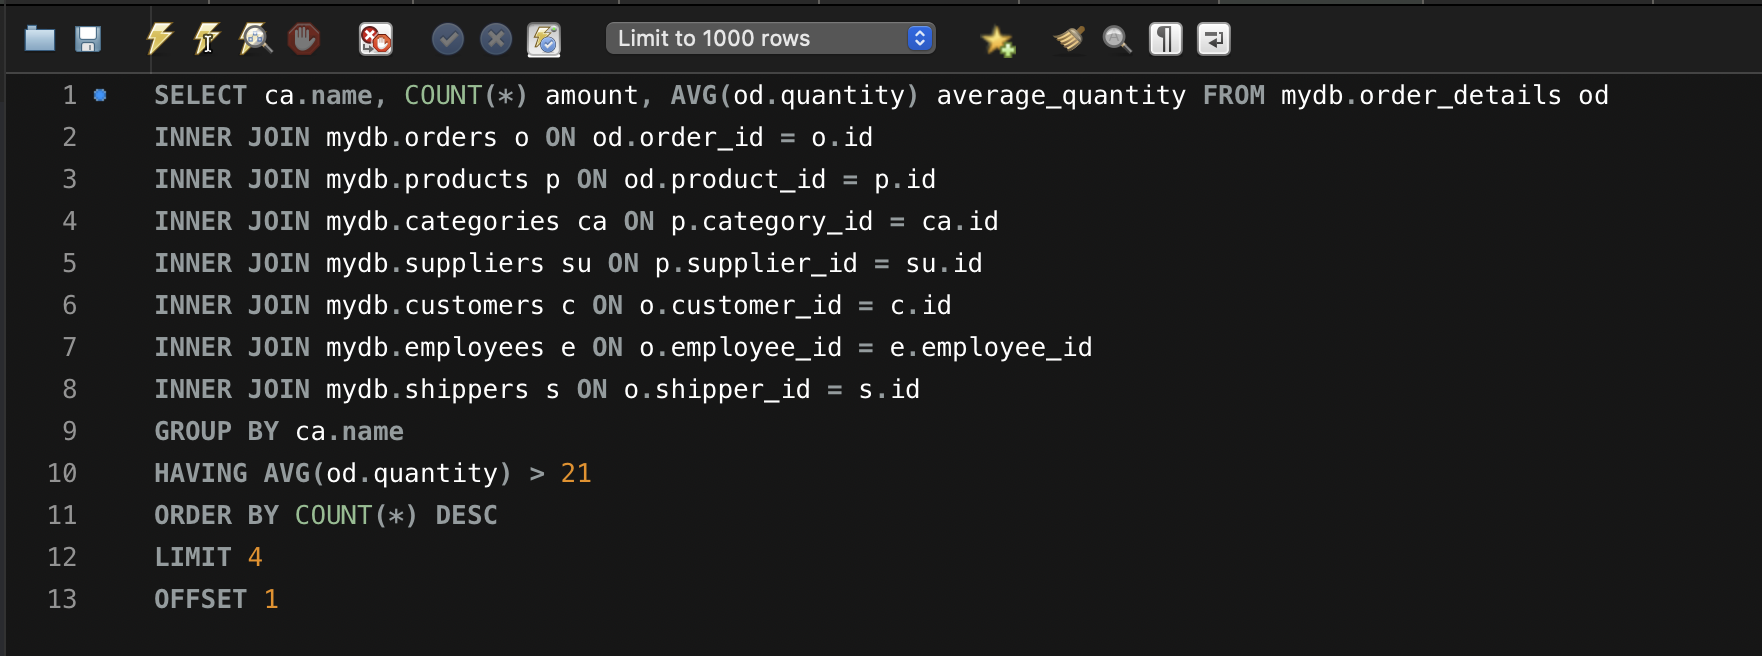 Limit to 1000 rows
1 SELECT ca.name, COUNT(*) amount, AVG(od.quantity) average_quantity FROM mydb.order_details od
2 INNER JOIN mydb.orders o ON od.order_id = o.id
3 INNER JOIN mydb.products p ON od.product_id = p.id
4 INNER JOIN mydb.categories ca ON p.category_id = ca.id
5 INNER JOIN mydb.suppliers su ON p.supplier_id = su.id
6 INNER JOIN mydb.customers c ON o.customer_id = c.id
7 INNER JOIN mydb.employees e ON o.employee_id = e.employee_id
8 INNER JOIN mydb.shippers s ON o.shipper_id = s.id
9 GROUP BY ca.name
10 HAVING AVG(od.quantity) > 21
11 ORDER BY COUNT(*) DESC
12 LIMIT 4
13 OFFSET 1